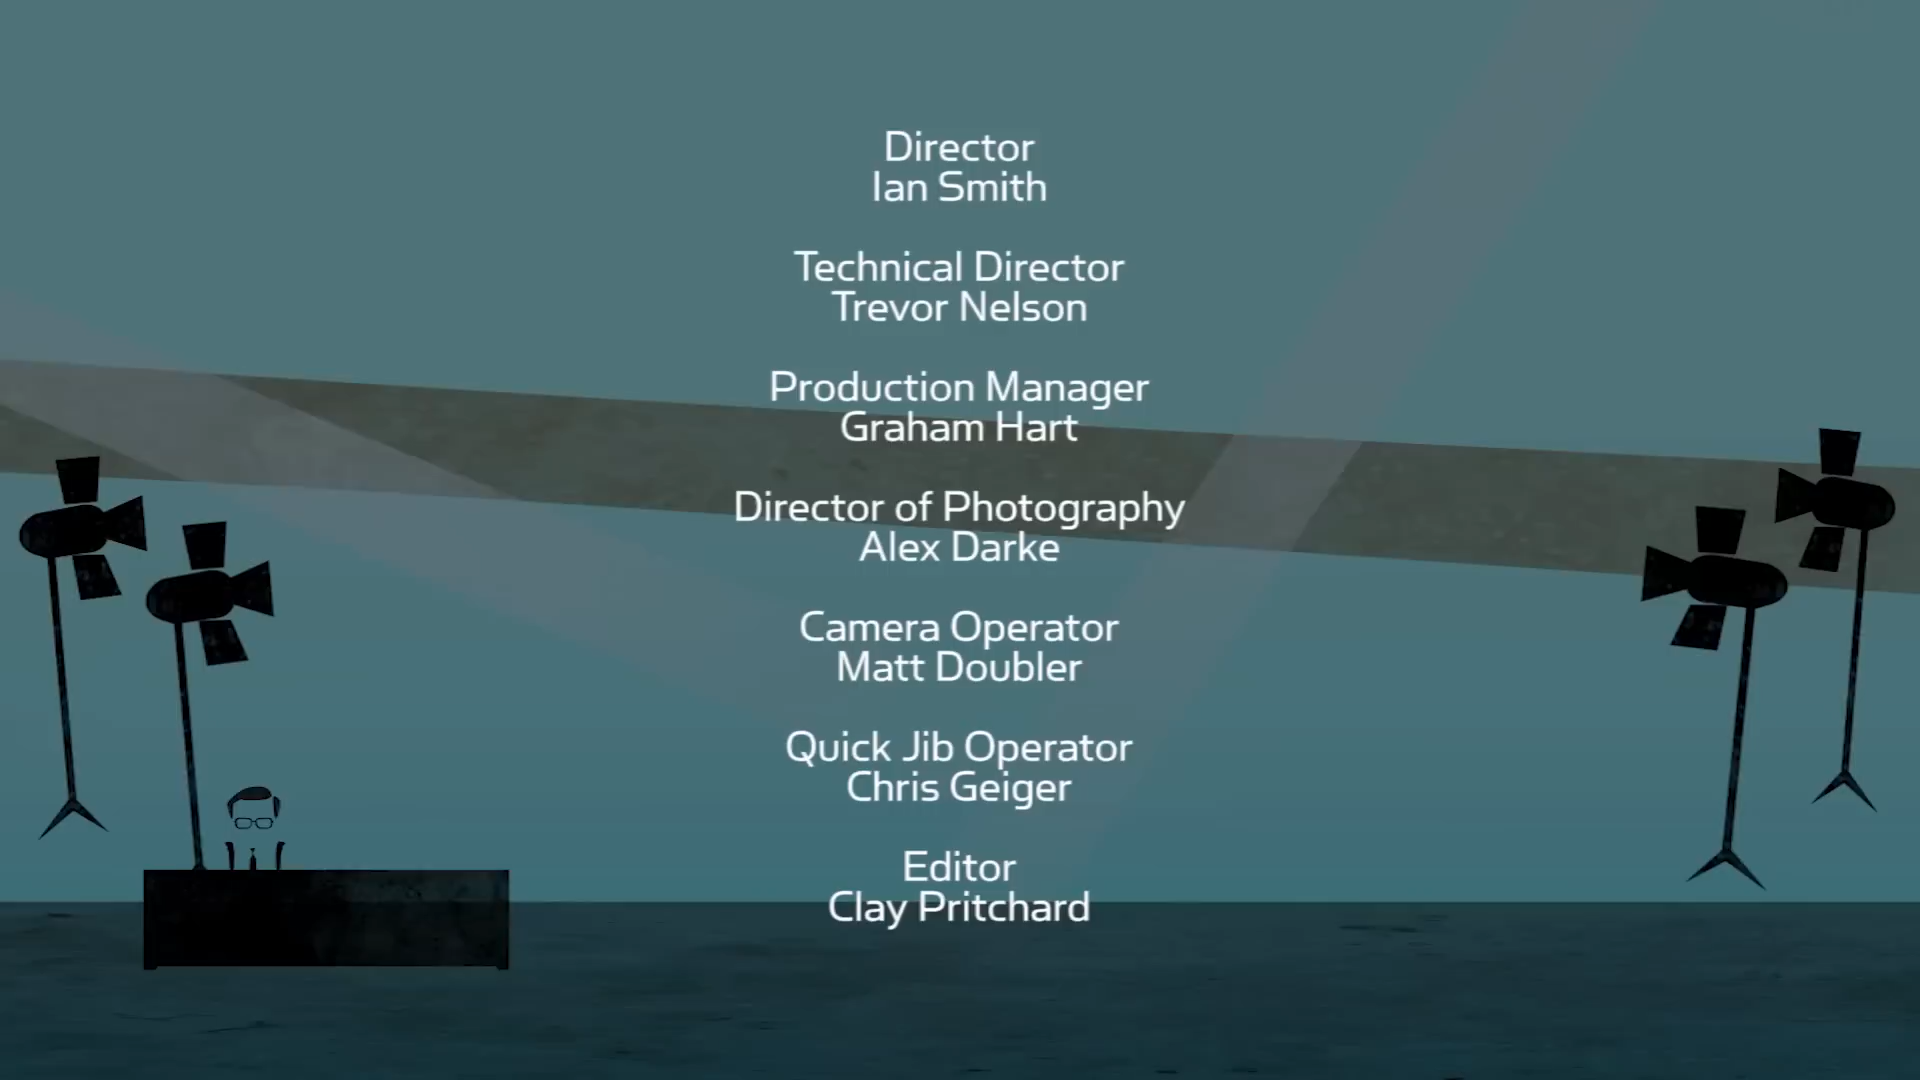 Director
Ian Smith
Technical Director
Trevor Nelson
Production Manager
Graham Hart
Director of Photography
Alex Darke
Camera Operator
Matt Doubler
Quick Jib Operator
Chris Geiger
Editor
Clay Pritchard